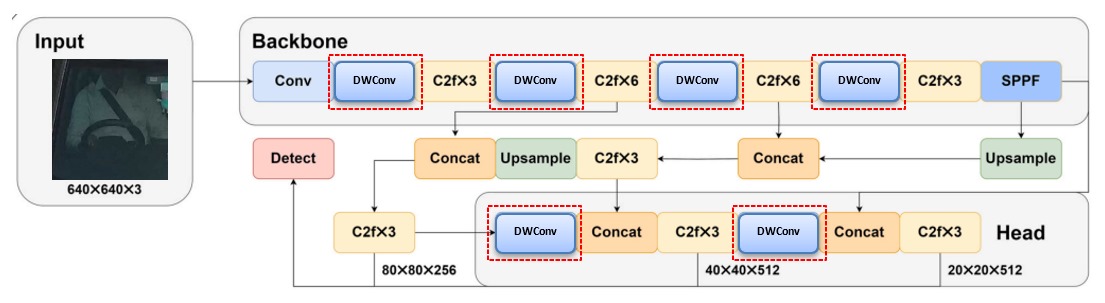 Input
640×640×3
Backbone
Conv
DWConv
C2f×3
DWConv
C2f×6
DWConv
C2f×6
DWConv
C2f×3
SPPF
Detect
Concat
Upsample
C2f×3
Concat
Upsample
C2f×3
DWConv
Concat
C2f×3
DWConv
Concat
C2f×3
Head
80×80×256
40×40×512
20×20×512